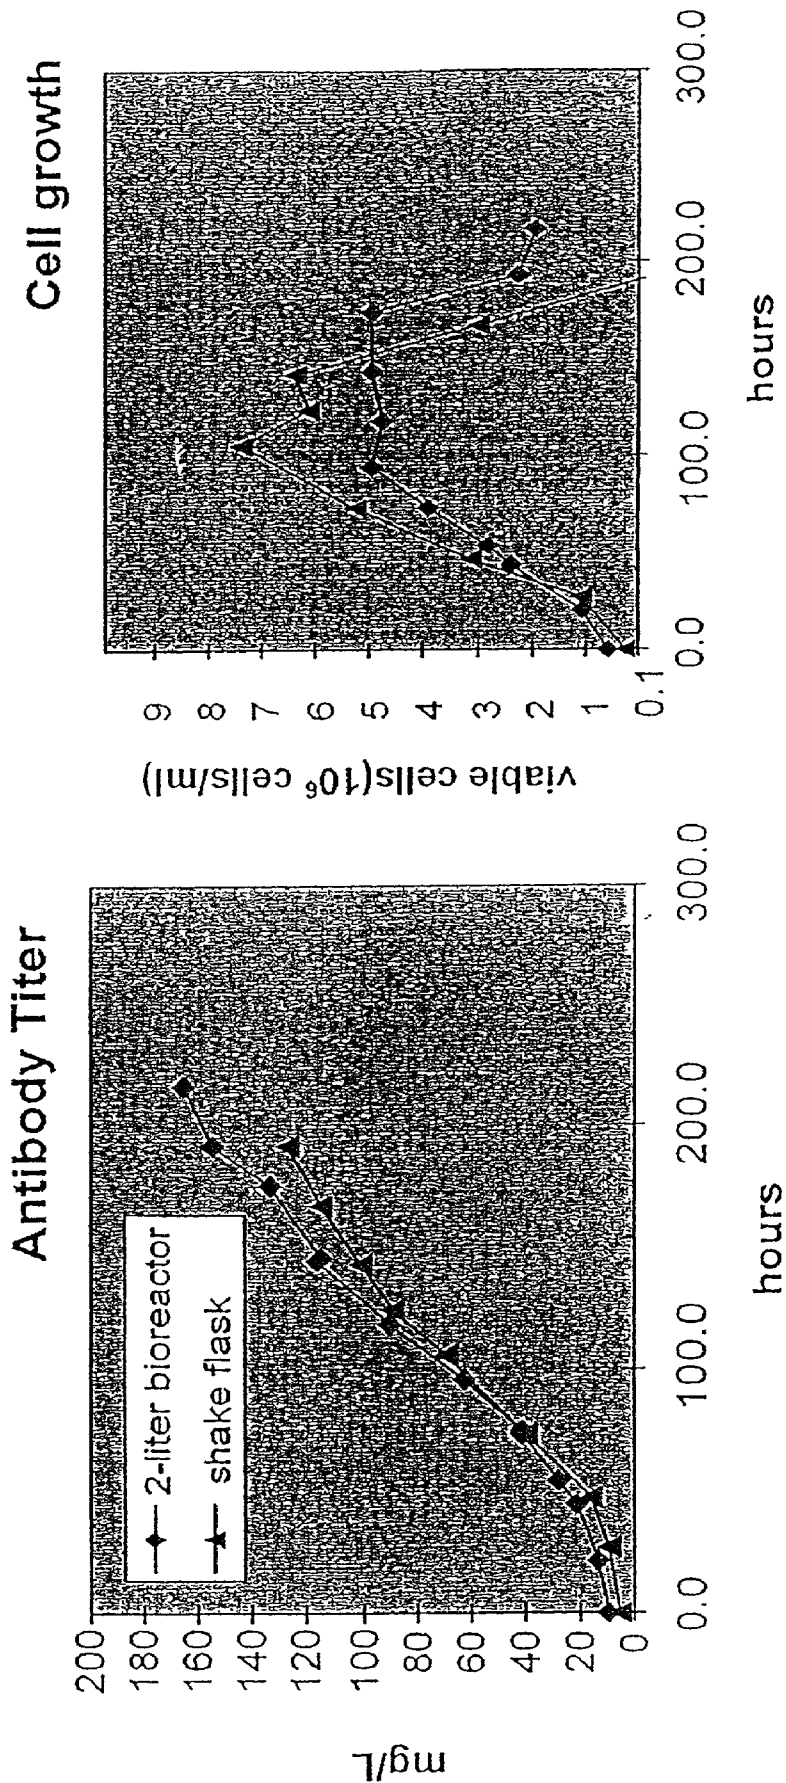 Antibody Titer
mg/L
200
180
160
140
120
100
80
60
40
20
0
2-liter bioreactor
shake flask
0.0 100.0 200.0 300.0
hours
Cell growth
viable cells(10⁶ cells/ml)
9
8
7
6
5
4
3
2
1
0.1
0.0 100.0 200.0 300.0
hours